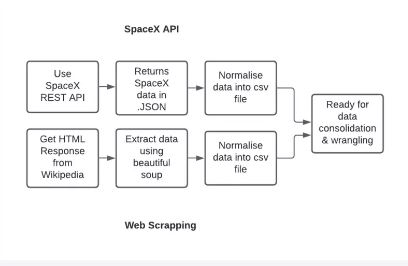 SpaceX API
Use
SpaceX
REST API
Returns
SpaceX
data in
.JSON
Normalise
data into csv
file
Ready for
data
consolidation
& wrangling
Get HTML
Response
from
Wikipedia
Extract data
using
beautiful
soup
Normalise
data into csv
file
Web Scrapping